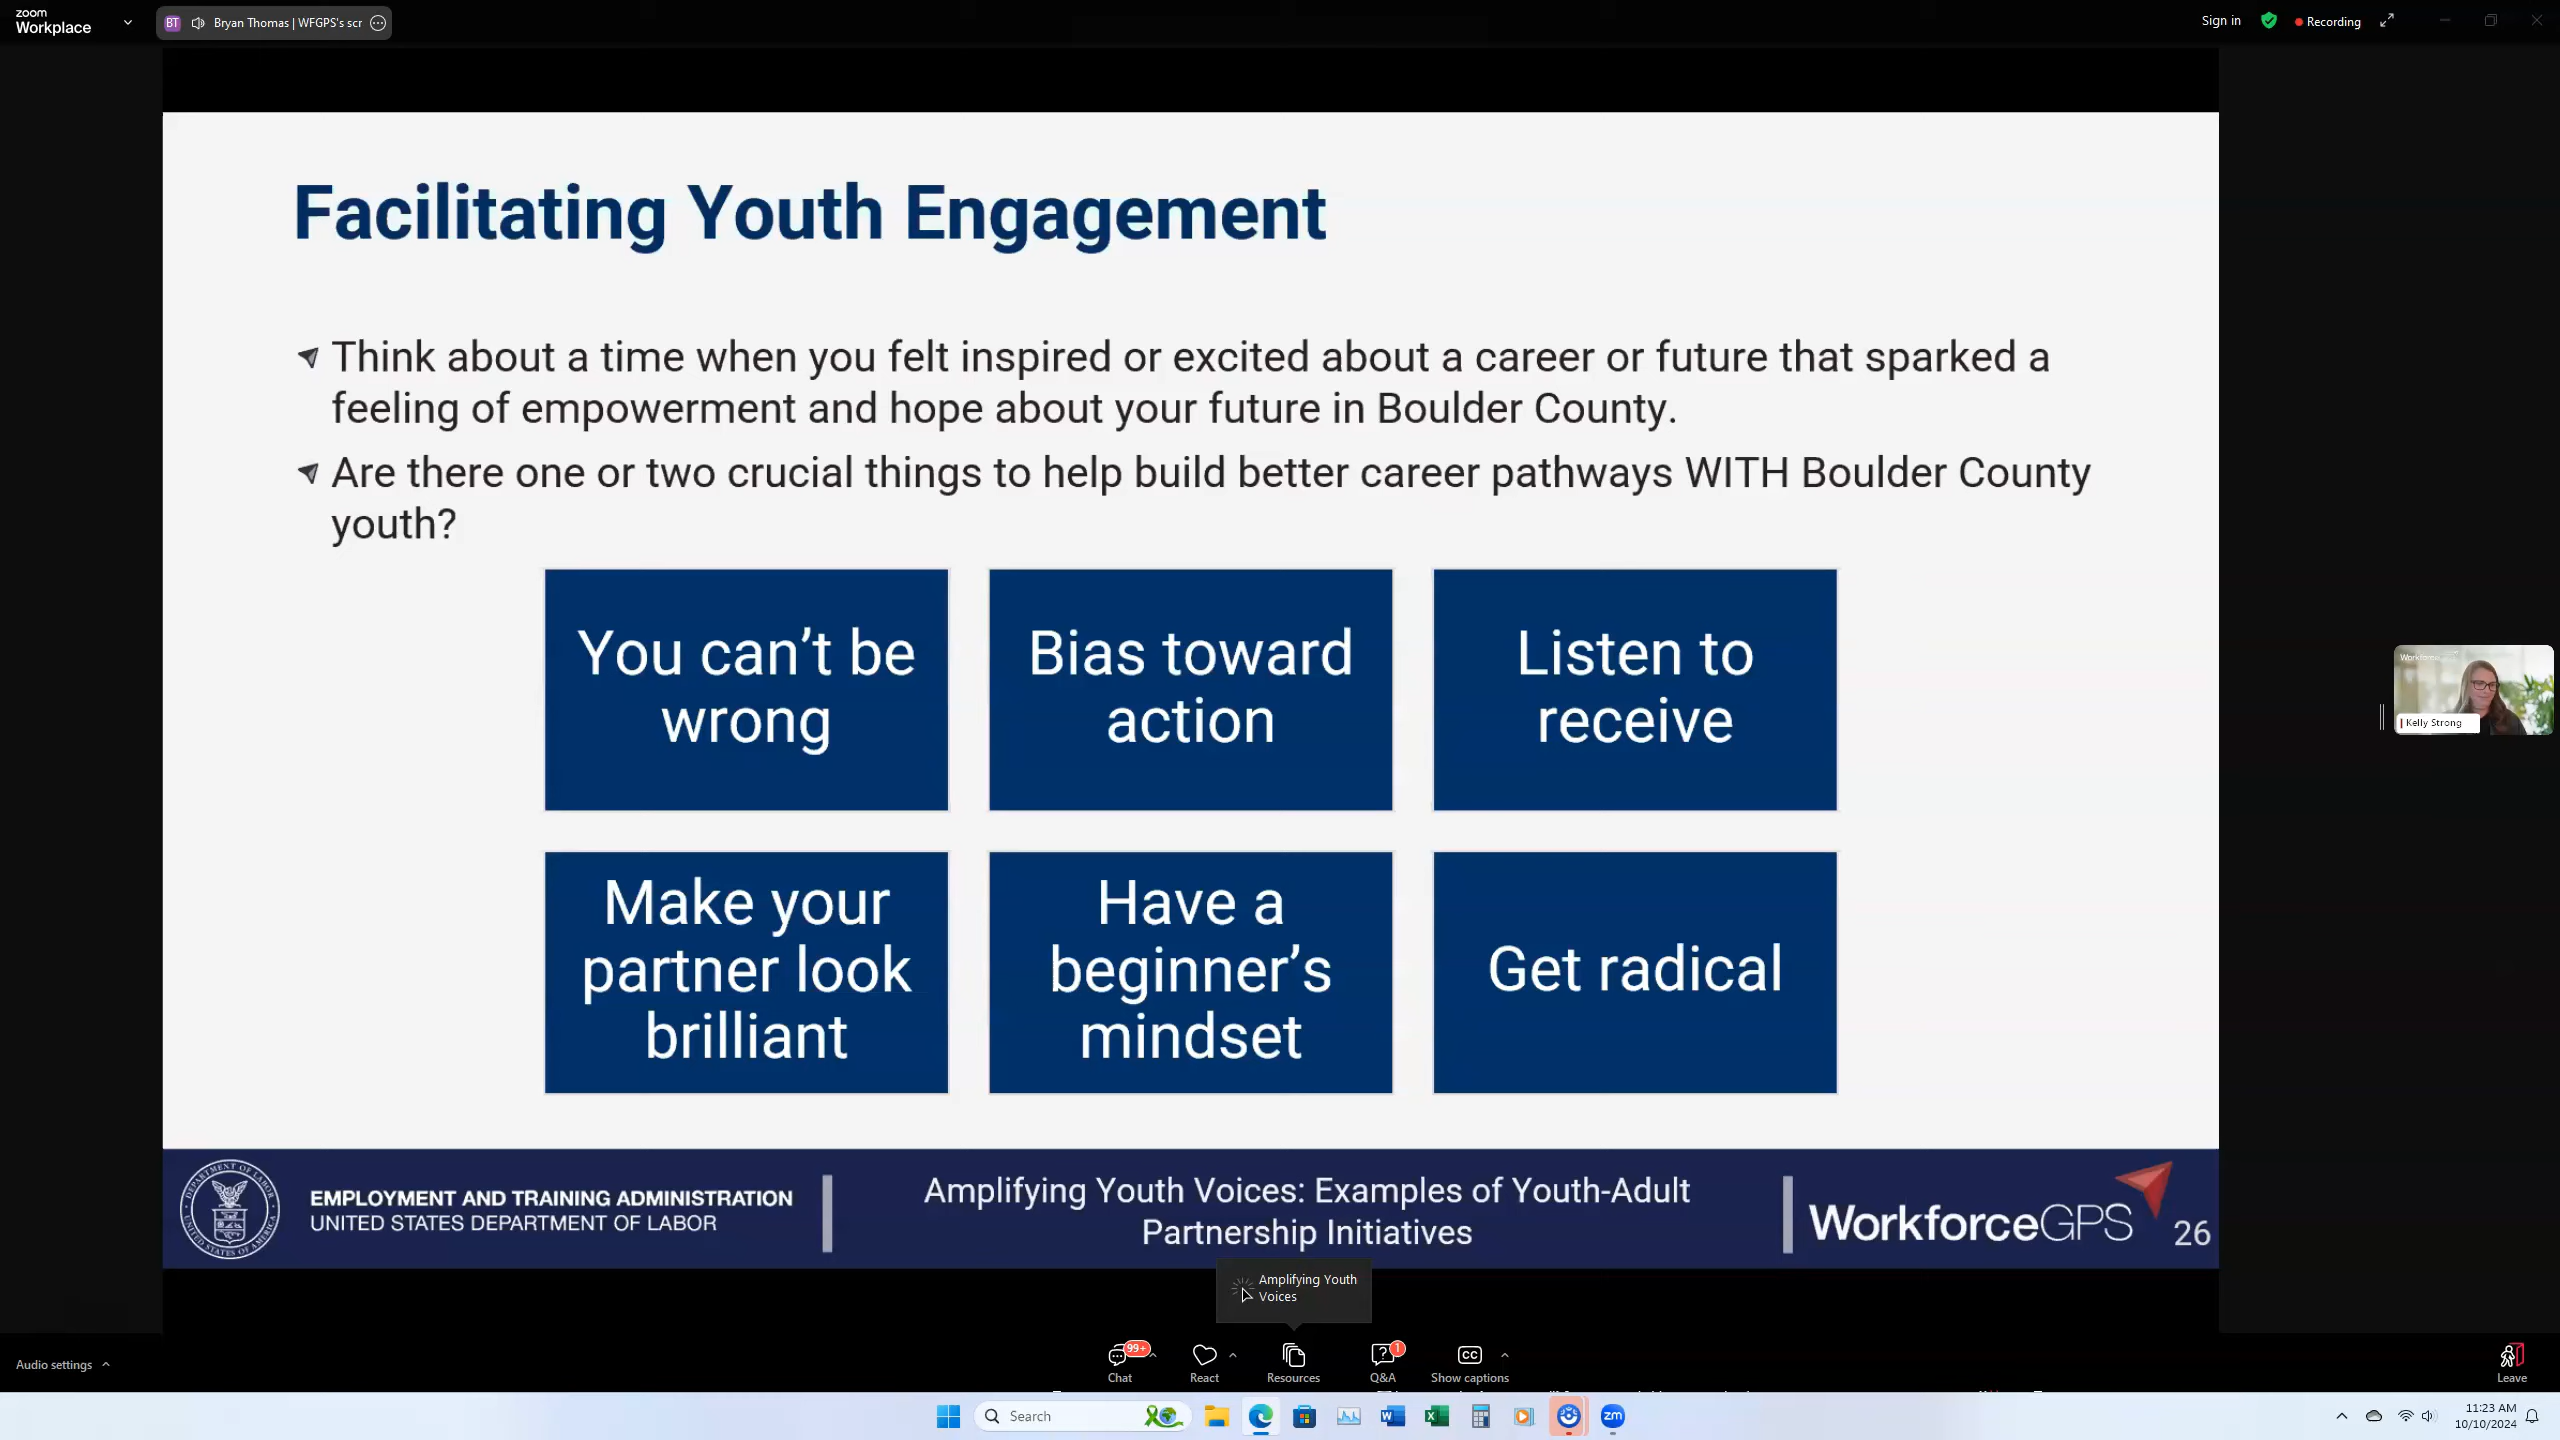 zoom
Workplace
BT Bryan Thomas | WFGPS's scr
Sign in
Recording
Facilitating Youth Engagement
Think about a time when you felt inspired or excited about a career or future that sparked a
feeling of empowerment and hope about your future in Boulder County.
Are there one or two crucial things to help build better career pathways WITH Boulder County
youth?
You can't be
wrong
Bias toward
action
Listen to
receive
Make your
partner look
brilliant
Have a
beginner's
mindset
Get radical
Kelly Strong
EMPLOYMENT AND TRAINING ADMINISTRATION
UNITED STATES DEPARTMENT OF LABOR
Amplifying Youth Voices: Examples of Youth-Adult
Partnership Initiatives
WorkforceGPS
26
Amplifying Youth
Voices
Audio settings
99+
Chat
React
Resources
1
Q&A
CC
Show captions
Leave
Search
zm
11:23 AM
10/10/2024